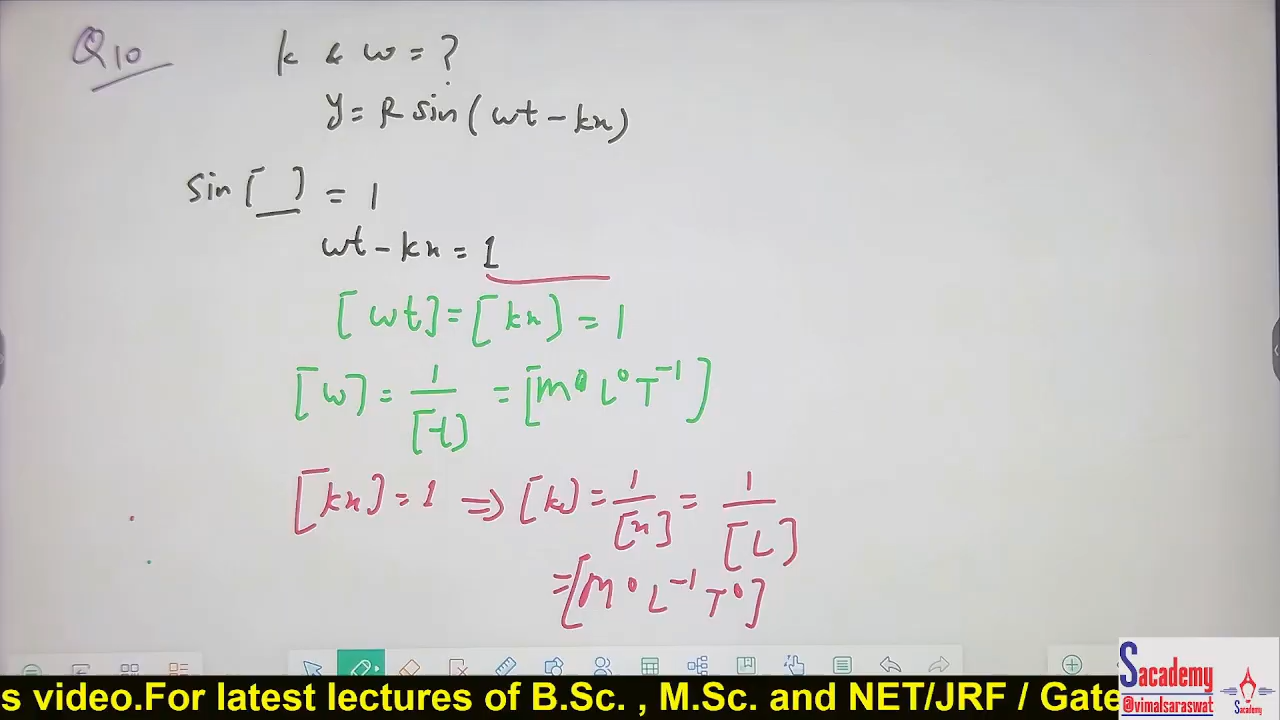 Q10 k & w = ?
y = R sin ( wt - kx )
sin [ _ ] = 1
wt - kx = 1
[ wt ] = [ kx ] = 1
[ w ] = 1 / [t] = [ M⁰ L⁰ T⁻¹ ]
[ kx ] = 1 ⇒ [ k ] = 1 / [x] = 1 / [L]
= [ M⁰ L⁻¹ T⁰ ]
s video.For latest lectures of B.Sc. , M.Sc. and NET/JRF / Gate
Sacademy
@vimalsaraswat
Sacademy